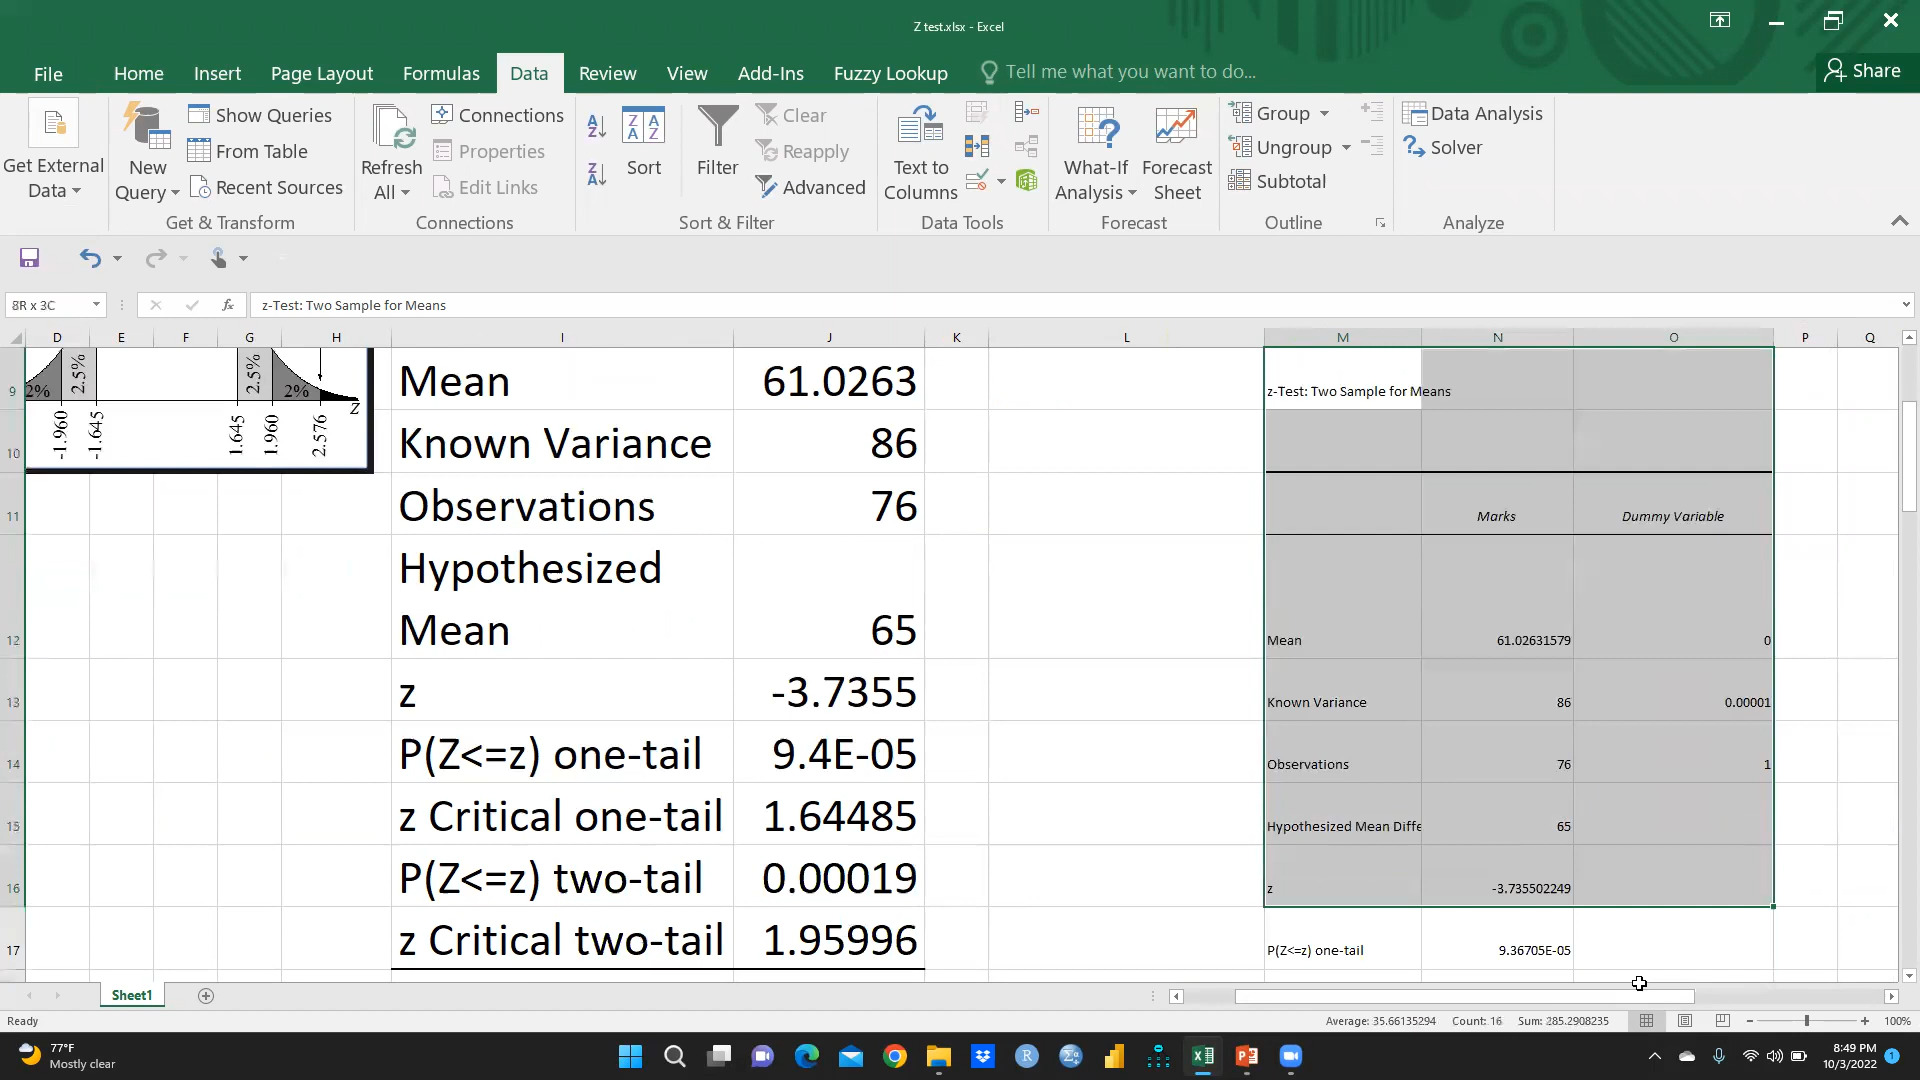 Z test.xlsx - Excel
File Home Insert Page Layout Formulas Data Review View Add-Ins Fuzzy Lookup Tell me what you want to do... Share
Get External Data
New Query
Show Queries
From Table
Recent Sources
Get & Transform
Refresh All
Connections
Properties
Edit Links
Connections
Sort
Filter
Clear
Reapply
Advanced
Sort & Filter
Text to Columns
Data Tools
What-If Analysis
Forecast Sheet
Forecast
Group
Ungroup
Subtotal
Outline
Data Analysis
Solver
Analyze
8R x 3C
fx z-Test: Two Sample for Means
D E F G H I J K L M N O P Q
9 10 11 12 13 14 15 16 17
2% 2.5% 2.5% 2% z
-1.960 -1.645 1.645 1.960 2.576
Mean 61.0263
Known Variance 86
Observations 76
Hypothesized
Mean 65
z -3.7355
P(Z<=z) one-tail 9.4E-05
z Critical one-tail 1.64485
P(Z<=z) two-tail 0.00019
z Critical two-tail 1.95996
z-Test: Two Sample for Means
Marks Dummy Variable
Mean 61.02631579 0
Known Variance 86 0.00001
Observations 76 1
Hypothesized Mean Diffe 65
z -3.735502249
P(Z<=z) one-tail 9.36705E-05
Sheet1
Ready Average: 35.66135294 Count: 16 Sum: 285.2908235 100%
77°F
Mostly clear
8:49 PM
10/3/2022
1